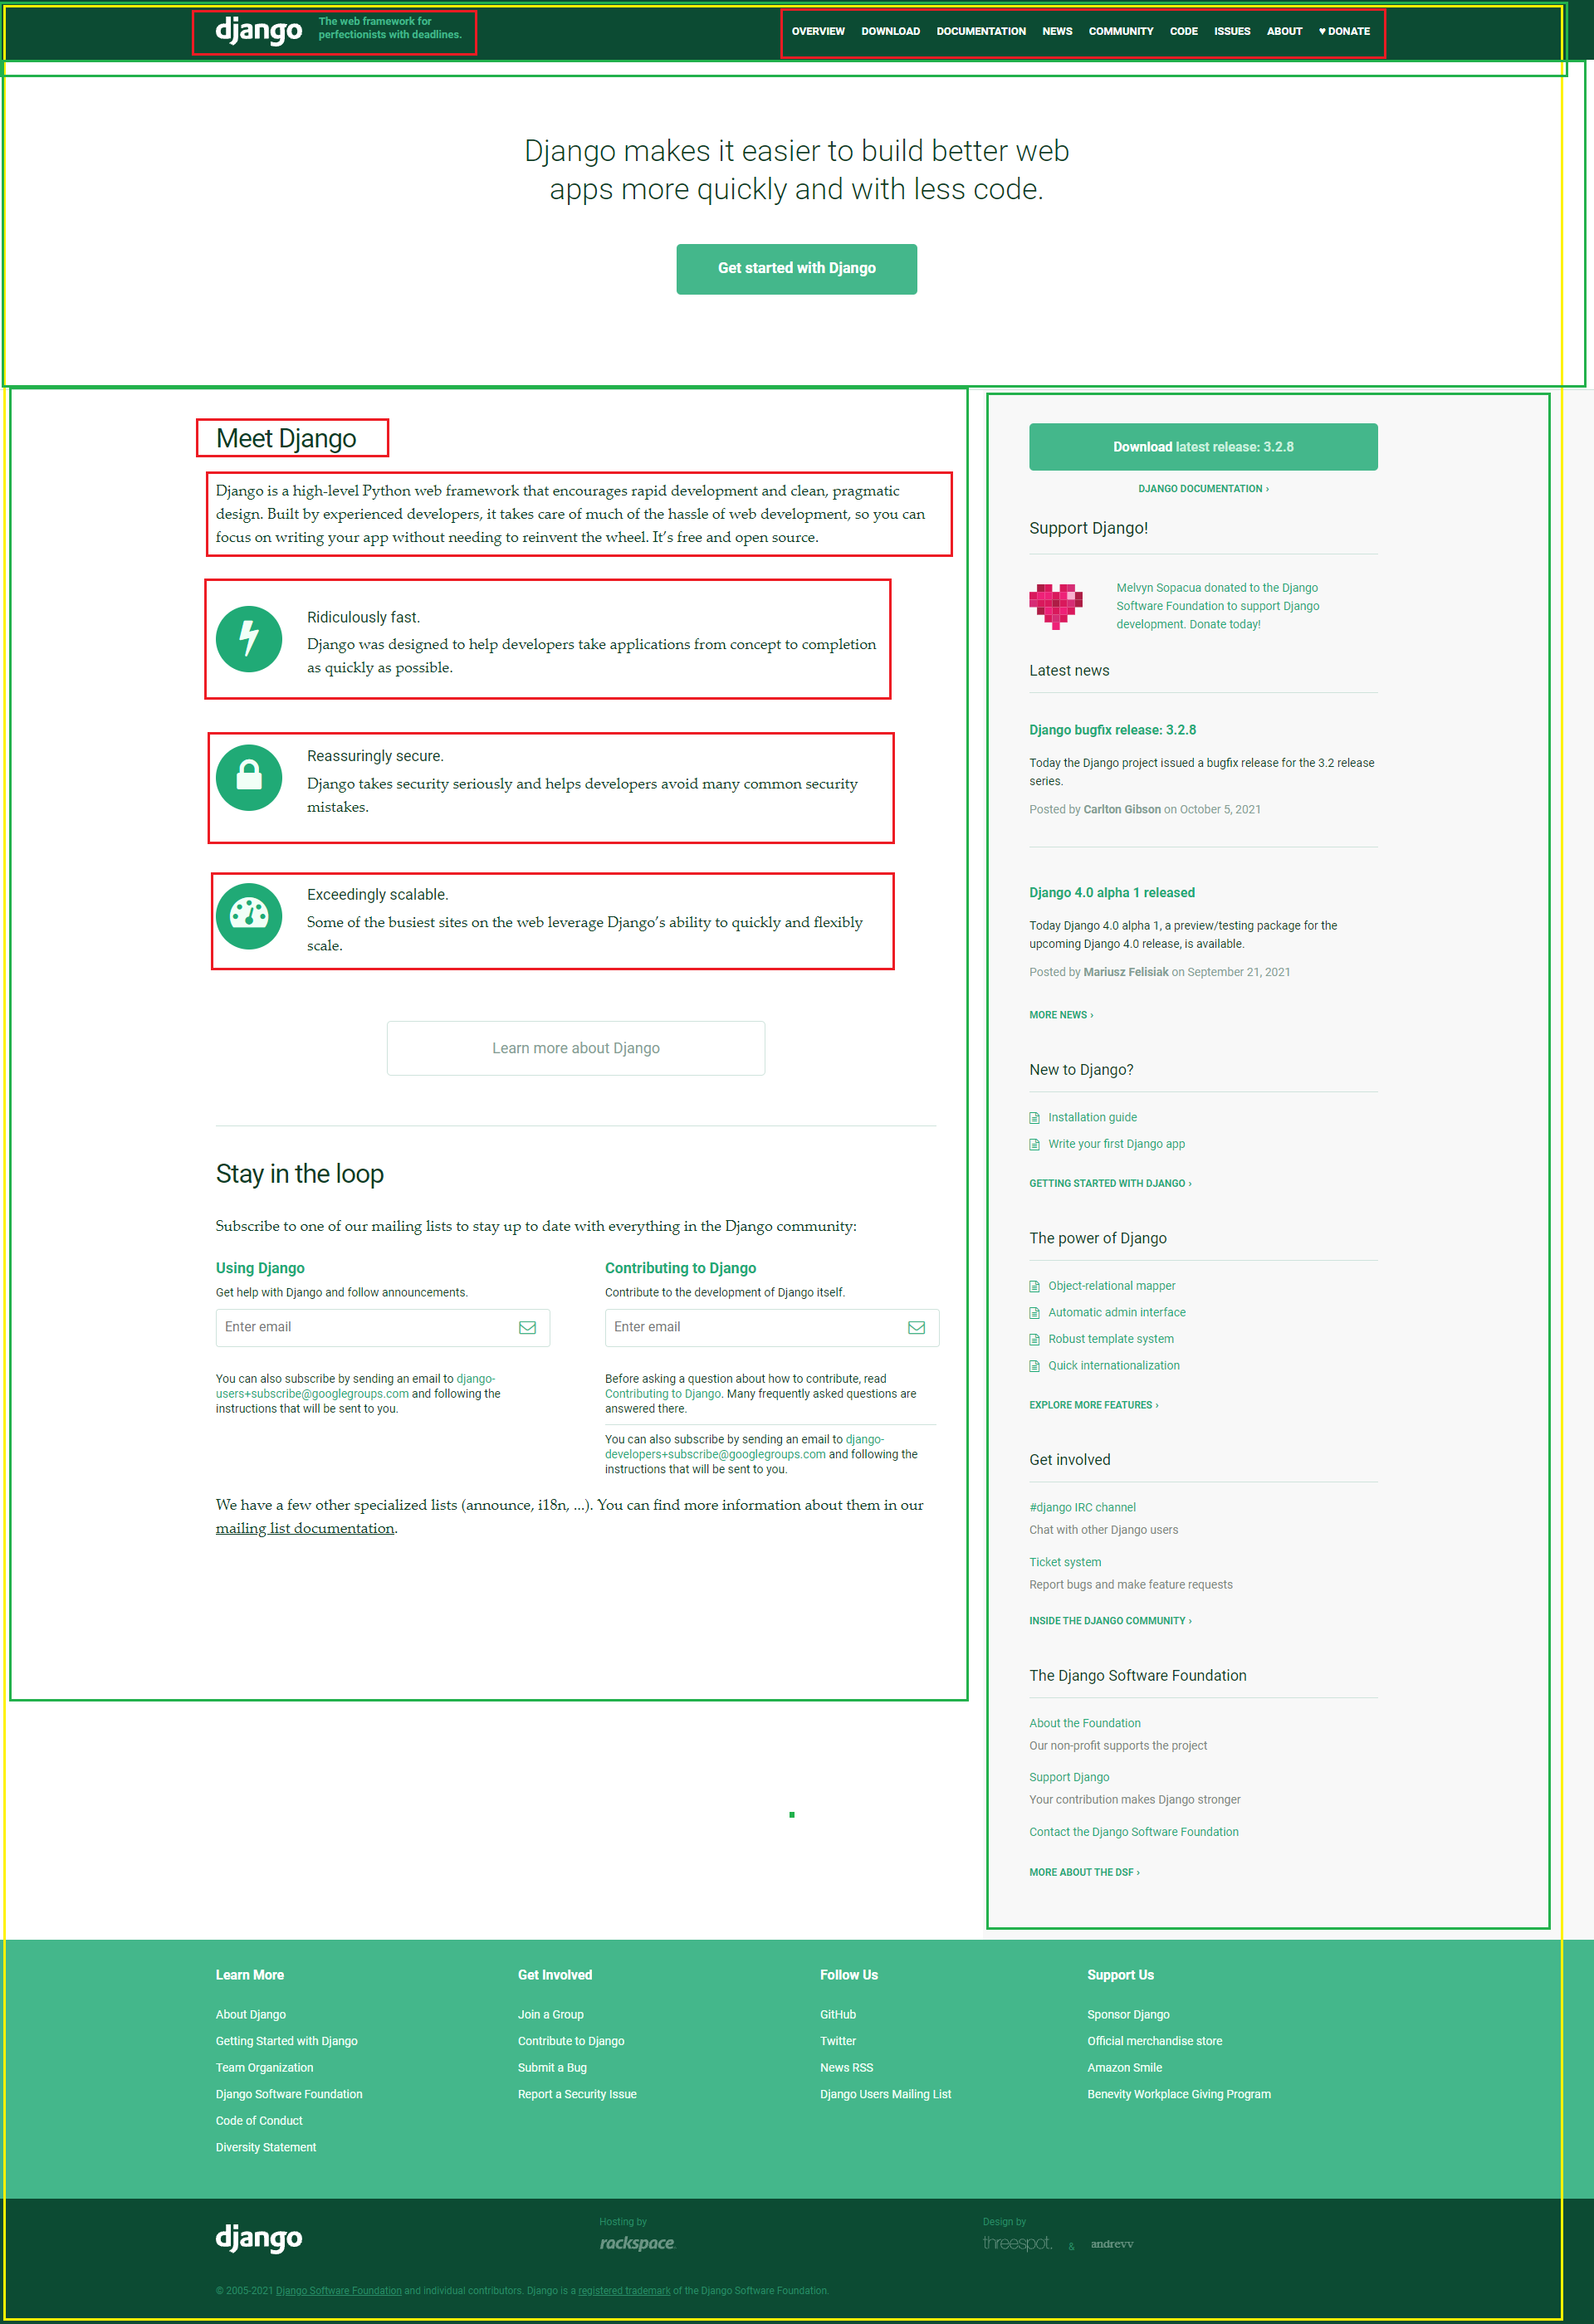 django
The web framework for
perfectionists with deadlines.
OVERVIEW DOWNLOAD DOCUMENTATION NEWS COMMUNITY CODE ISSUES ABOUT ♥ DONATE
Django makes it easier to build better web
apps more quickly and with less code.
Get started with Django
Meet Django
Django is a high-level Python web framework that encourages rapid development and clean, pragmatic
design. Built by experienced developers, it takes care of much of the hassle of web development, so you can
focus on writing your app without needing to reinvent the wheel. It’s free and open source.
Ridiculously fast.
Django was designed to help developers take applications from concept to completion
as quickly as possible.
Reassuringly secure.
Django takes security seriously and helps developers avoid many common security
mistakes.
Exceedingly scalable.
Some of the busiest sites on the web leverage Django’s ability to quickly and flexibly
scale.
Learn more about Django
Stay in the loop
Subscribe to one of our mailing lists to stay up to date with everything in the Django community:
Using Django
Get help with Django and follow announcements.
Enter email
You can also subscribe by sending an email to django-
users+subscribe@googlegroups.com and following the
instructions that will be sent to you.
Contributing to Django
Contribute to the development of Django itself.
Enter email
Before asking a question about how to contribute, read
Contributing to Django. Many frequently asked questions are
answered there.
You can also subscribe by sending an email to django-
developers+subscribe@googlegroups.com and following the
instructions that will be sent to you.
We have a few other specialized lists (announce, i18n, ...). You can find more information about them in our
mailing list documentation.
Download latest release: 3.2.8
DJANGO DOCUMENTATION ›
Support Django!
Melvyn Sopacua donated to the Django
Software Foundation to support Django
development. Donate today!
Latest news
Django bugfix release: 3.2.8
Today the Django project issued a bugfix release for the 3.2 release
series.
Posted by Carlton Gibson on October 5, 2021
Django 4.0 alpha 1 released
Today Django 4.0 alpha 1, a preview/testing package for the
upcoming Django 4.0 release, is available.
Posted by Mariusz Felisiak on September 21, 2021
MORE NEWS ›
New to Django?
Installation guide
Write your first Django app
GETTING STARTED WITH DJANGO ›
The power of Django
Object-relational mapper
Automatic admin interface
Robust template system
Quick internationalization
EXPLORE MORE FEATURES ›
Get involved
#django IRC channel
Chat with other Django users
Ticket system
Report bugs and make feature requests
INSIDE THE DJANGO COMMUNITY ›
The Django Software Foundation
About the Foundation
Our non-profit supports the project
Support Django
Your contribution makes Django stronger
Contact the Django Software Foundation
MORE ABOUT THE DSF ›
Learn More
About Django
Getting Started with Django
Team Organization
Django Software Foundation
Code of Conduct
Diversity Statement
Get Involved
Join a Group
Contribute to Django
Submit a Bug
Report a Security Issue
Follow Us
GitHub
Twitter
News RSS
Django Users Mailing List
Support Us
Sponsor Django
Official merchandise store
Amazon Smile
Benevity Workplace Giving Program
django
Hosting by
rackspace.
Design by
threespot. & andrevv
© 2005-2021 Django Software Foundation and individual contributors. Django is a registered trademark of the Django Software Foundation.